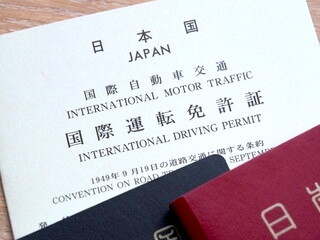 日 本 国
JAPAN
国 際 自 動 車 交 通
INTERNATIONAL MOTOR TRAFFIC
国 際 運 転 免 許 証
INTERNATIONAL DRIVING PERMIT
1949年 9 月19日の道路交通に関する条約
CONVENTION ON ROAD SEPTEMBER
発
日